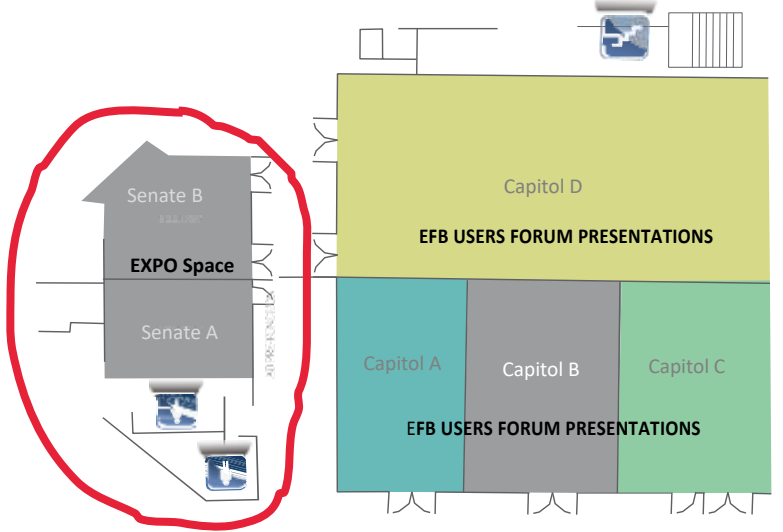 Capitol D
Senate B
EFB USERS FORUM PRESENTATIONS
EXPO Space
Senate A
Capitol A
Capitol B
Capitol C
EFB USERS FORUM PRESENTATIONS